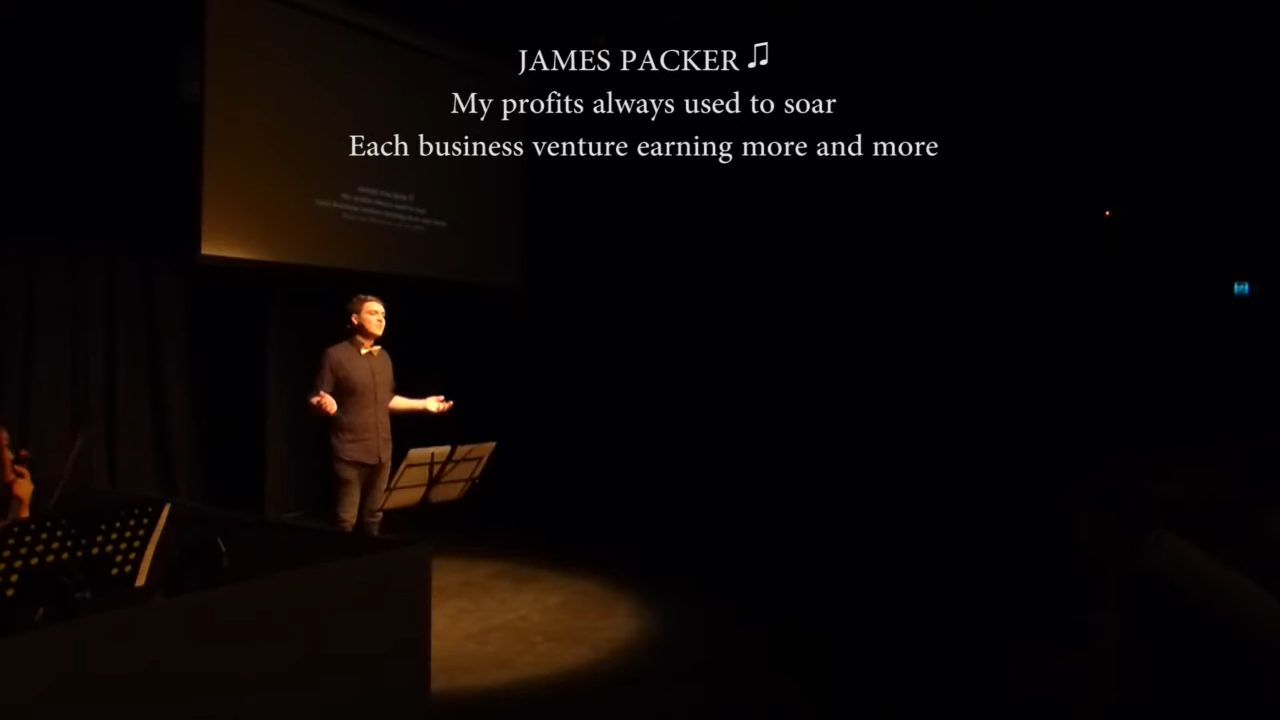 JAMES PACKER ♫
My profits always used to soar
Each business venture earning more and more